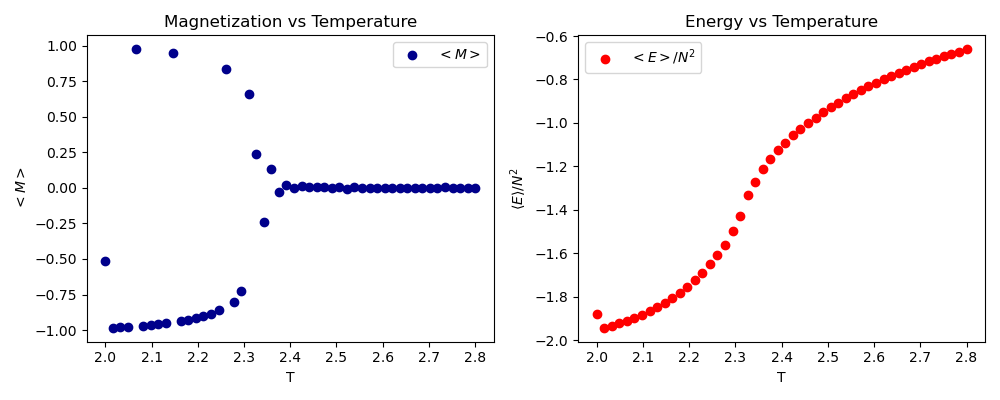 Magnetization vs Temperature
1.00
0.75
0.50
0.25
0.00
−0.25
−0.50
−0.75
−1.00
<M>
<M>
2.0 2.1 2.2 2.3 2.4 2.5 2.6 2.7 2.8
T
Energy vs Temperature
−0.6
−0.8
−1.0
−1.2
−1.4
−1.6
−1.8
−2.0
⟨E⟩/N²
<E>/N²
2.0 2.1 2.2 2.3 2.4 2.5 2.6 2.7 2.8
T